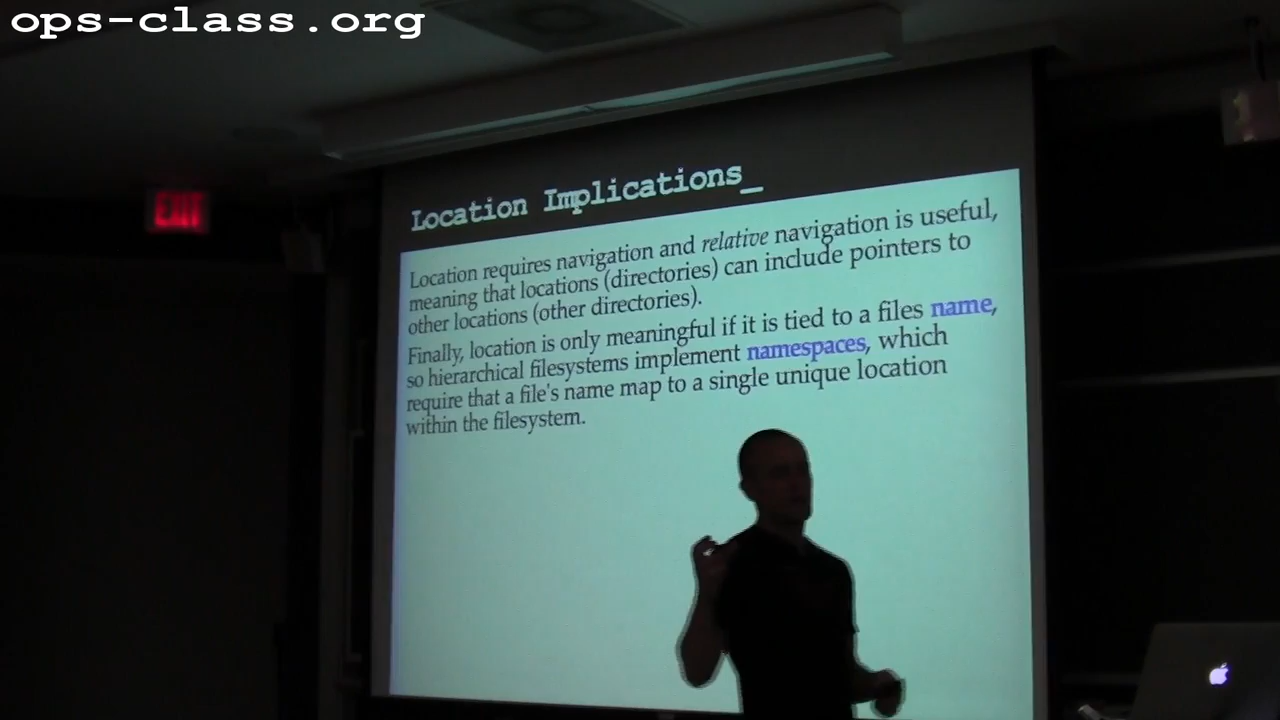 ops-class.org
EXIT
Location Implications_
Location requires navigation and relative navigation is useful,
meaning that locations (directories) can include pointers to
other locations (other directories).
Finally, location is only meaningful if it is tied to a files name,
so hierarchical filesystems implement namespaces, which
require that a file's name map to a single unique location
within the filesystem.